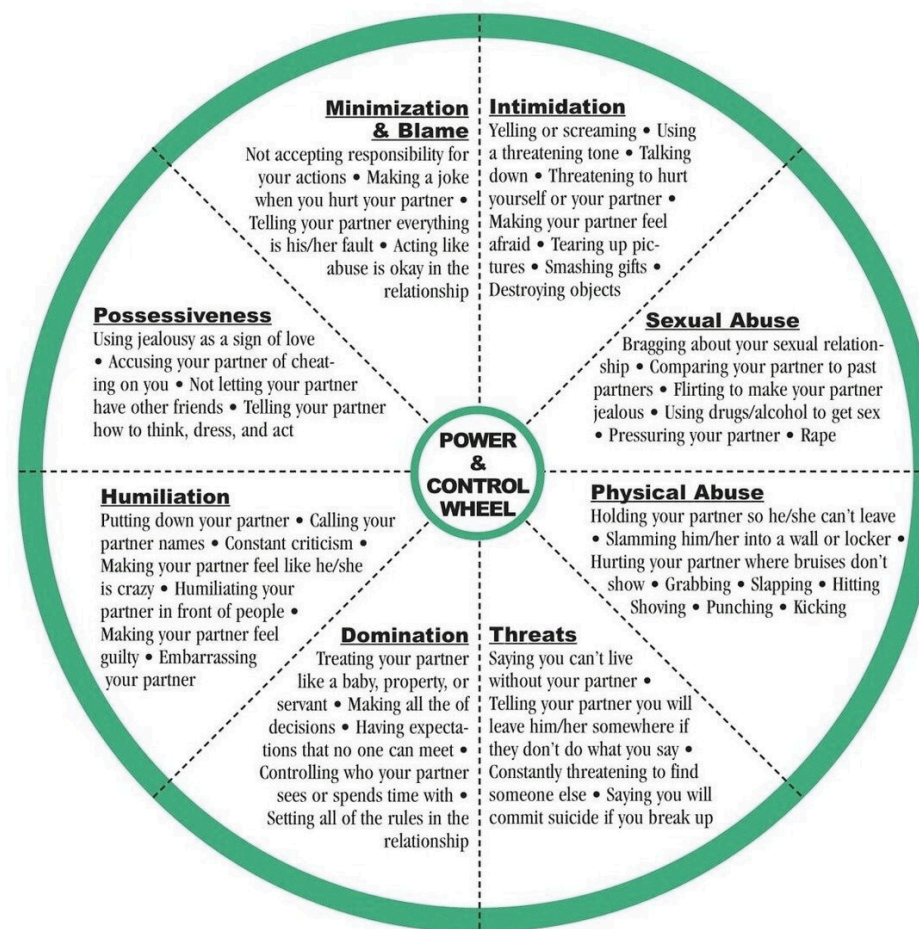 Minimization
& Blame
Not accepting responsibility for
your actions • Making a joke
when you hurt your partner •
Telling your partner everything
is his/her fault • Acting like
abuse is okay in the
relationship
Intimidation
Yelling or screaming • Using
a threatening tone • Talking
down • Threatening to hurt
yourself or your partner •
Making your partner feel
afraid • Tearing up pic-
tures • Smashing gifts •
Destroying objects
Possessiveness
Using jealousy as a sign of love
• Accusing your partner of cheat-
ing on you • Not letting your partner
have other friends • Telling your partner
how to think, dress, and act
Sexual Abuse
Bragging about your sexual relation-
ship • Comparing your partner to past
partners • Flirting to make your partner
jealous • Using drugs/alcohol to get sex
• Pressuring your partner • Rape
POWER
&
CONTROL
WHEEL
Humiliation
Putting down your partner • Calling your
partner names • Constant criticism •
Making your partner feel like he/she
is crazy • Humiliating your
partner in front of people •
Making your partner feel
guilty • Embarrassing
your partner
Physical Abuse
Holding your partner so he/she can't leave
• Slamming him/her into a wall or locker •
Hurting your partner where bruises don't
show • Grabbing • Slapping • Hitting
Shoving • Punching • Kicking
Domination
Treating your partner
like a baby, property, or
servant • Making all the of
decisions • Having expecta-
tions that no one can meet •
Controlling who your partner
sees or spends time with •
Setting all of the rules in the
relationship
Threats
Saying you can't live
without your partner •
Telling your partner you will
leave him/her somewhere if
they don't do what you say •
Constantly threatening to find
someone else • Saying you will
commit suicide if you break up